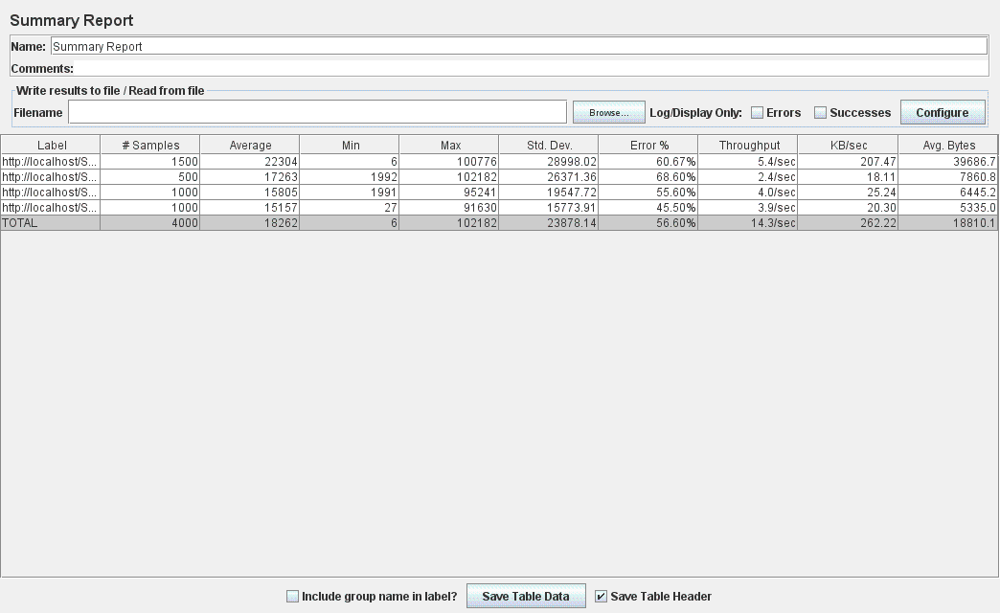 Summary Report
Name: Summary Report
Comments:
Write results to file / Read from file
Filename Browse... Log/Display Only: Errors Successes Configure
Label # Samples Average Min Max Std. Dev. Error % Throughput KB/sec Avg. Bytes
http://localhost/S... 1500 22304 6 100776 28998.02 60.67% 5.4/sec 207.47 39686.7
http://localhost/S... 500 17263 1992 102182 26371.36 68.60% 2.4/sec 18.11 7860.8
http://localhost/S... 1000 15805 1991 95241 19547.72 55.60% 4.0/sec 25.24 6445.2
http://localhost/S... 1000 15157 27 91630 15773.91 45.50% 3.9/sec 20.30 5335.0
TOTAL 4000 18262 6 102182 23878.14 56.60% 14.3/sec 262.22 18810.1
Include group name in label? Save Table Data Save Table Header